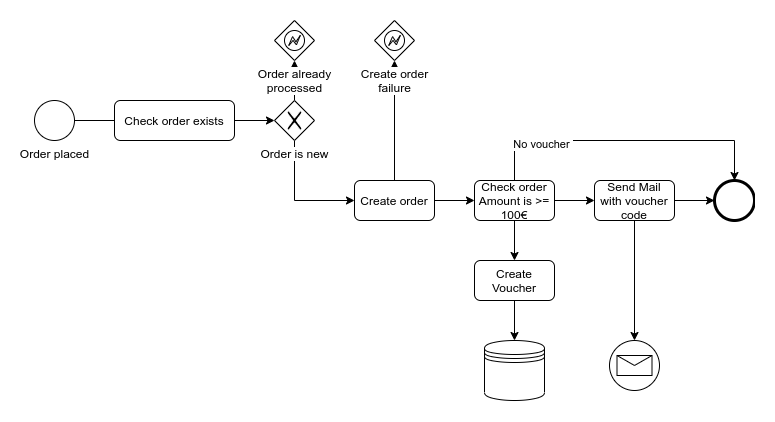 Order already
processed
Create order
failure
Check order exists
Order placed
Order is new
No voucher
Create order
Check order
Amount is >=
100€
Send Mail
with voucher
code
Create
Voucher